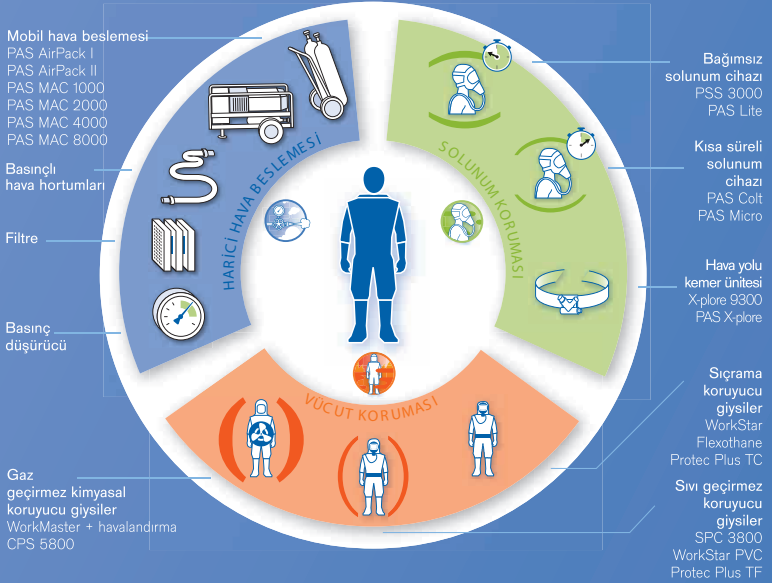 Mobil hava beslemesi
PAS AirPack I
PAS AirPack II
PAS MAC 1000
PAS MAC 2000
PAS MAC 4000
PAS MAC 8000
Basınçlı
hava hortumları
Filtre
Basınç
düşürücü
HARİCİ HAVA BESLEMESİ
SOLUNUM KORUMASI
VÜCUT KORUMASI
Bağımsız
solunum cihazı
PSS 3000
PAS Lite
Kısa süreli
solunum
cihazı
PAS Colt
PAS Micro
Hava yolu
kemer ünitesi
X-plore 9300
PAS X-plore
Sıçrama
koruyucu
giysiler
WorkStar
Flexothane
Protec Plus TC
Sıvı geçirmez
koruyucu
giysiler
SPC 3800
WorkStar PVC
Protec Plus TF
Gaz
geçirmez kimyasal
koruyucu giysiler
WorkMaster + havalandırma
CPS 5800